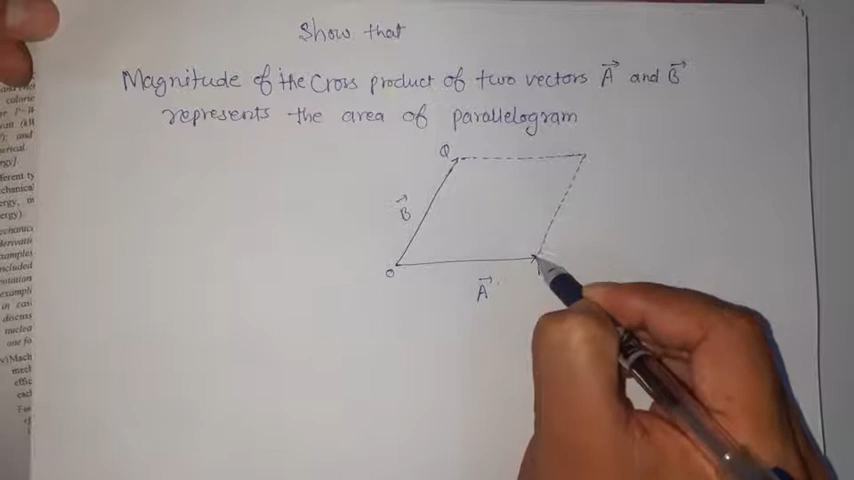 Show that
Magnitude of the Cross product of two vectors A⃗ and B⃗
represents the area of parallelogram
Q
B⃗
O
A⃗